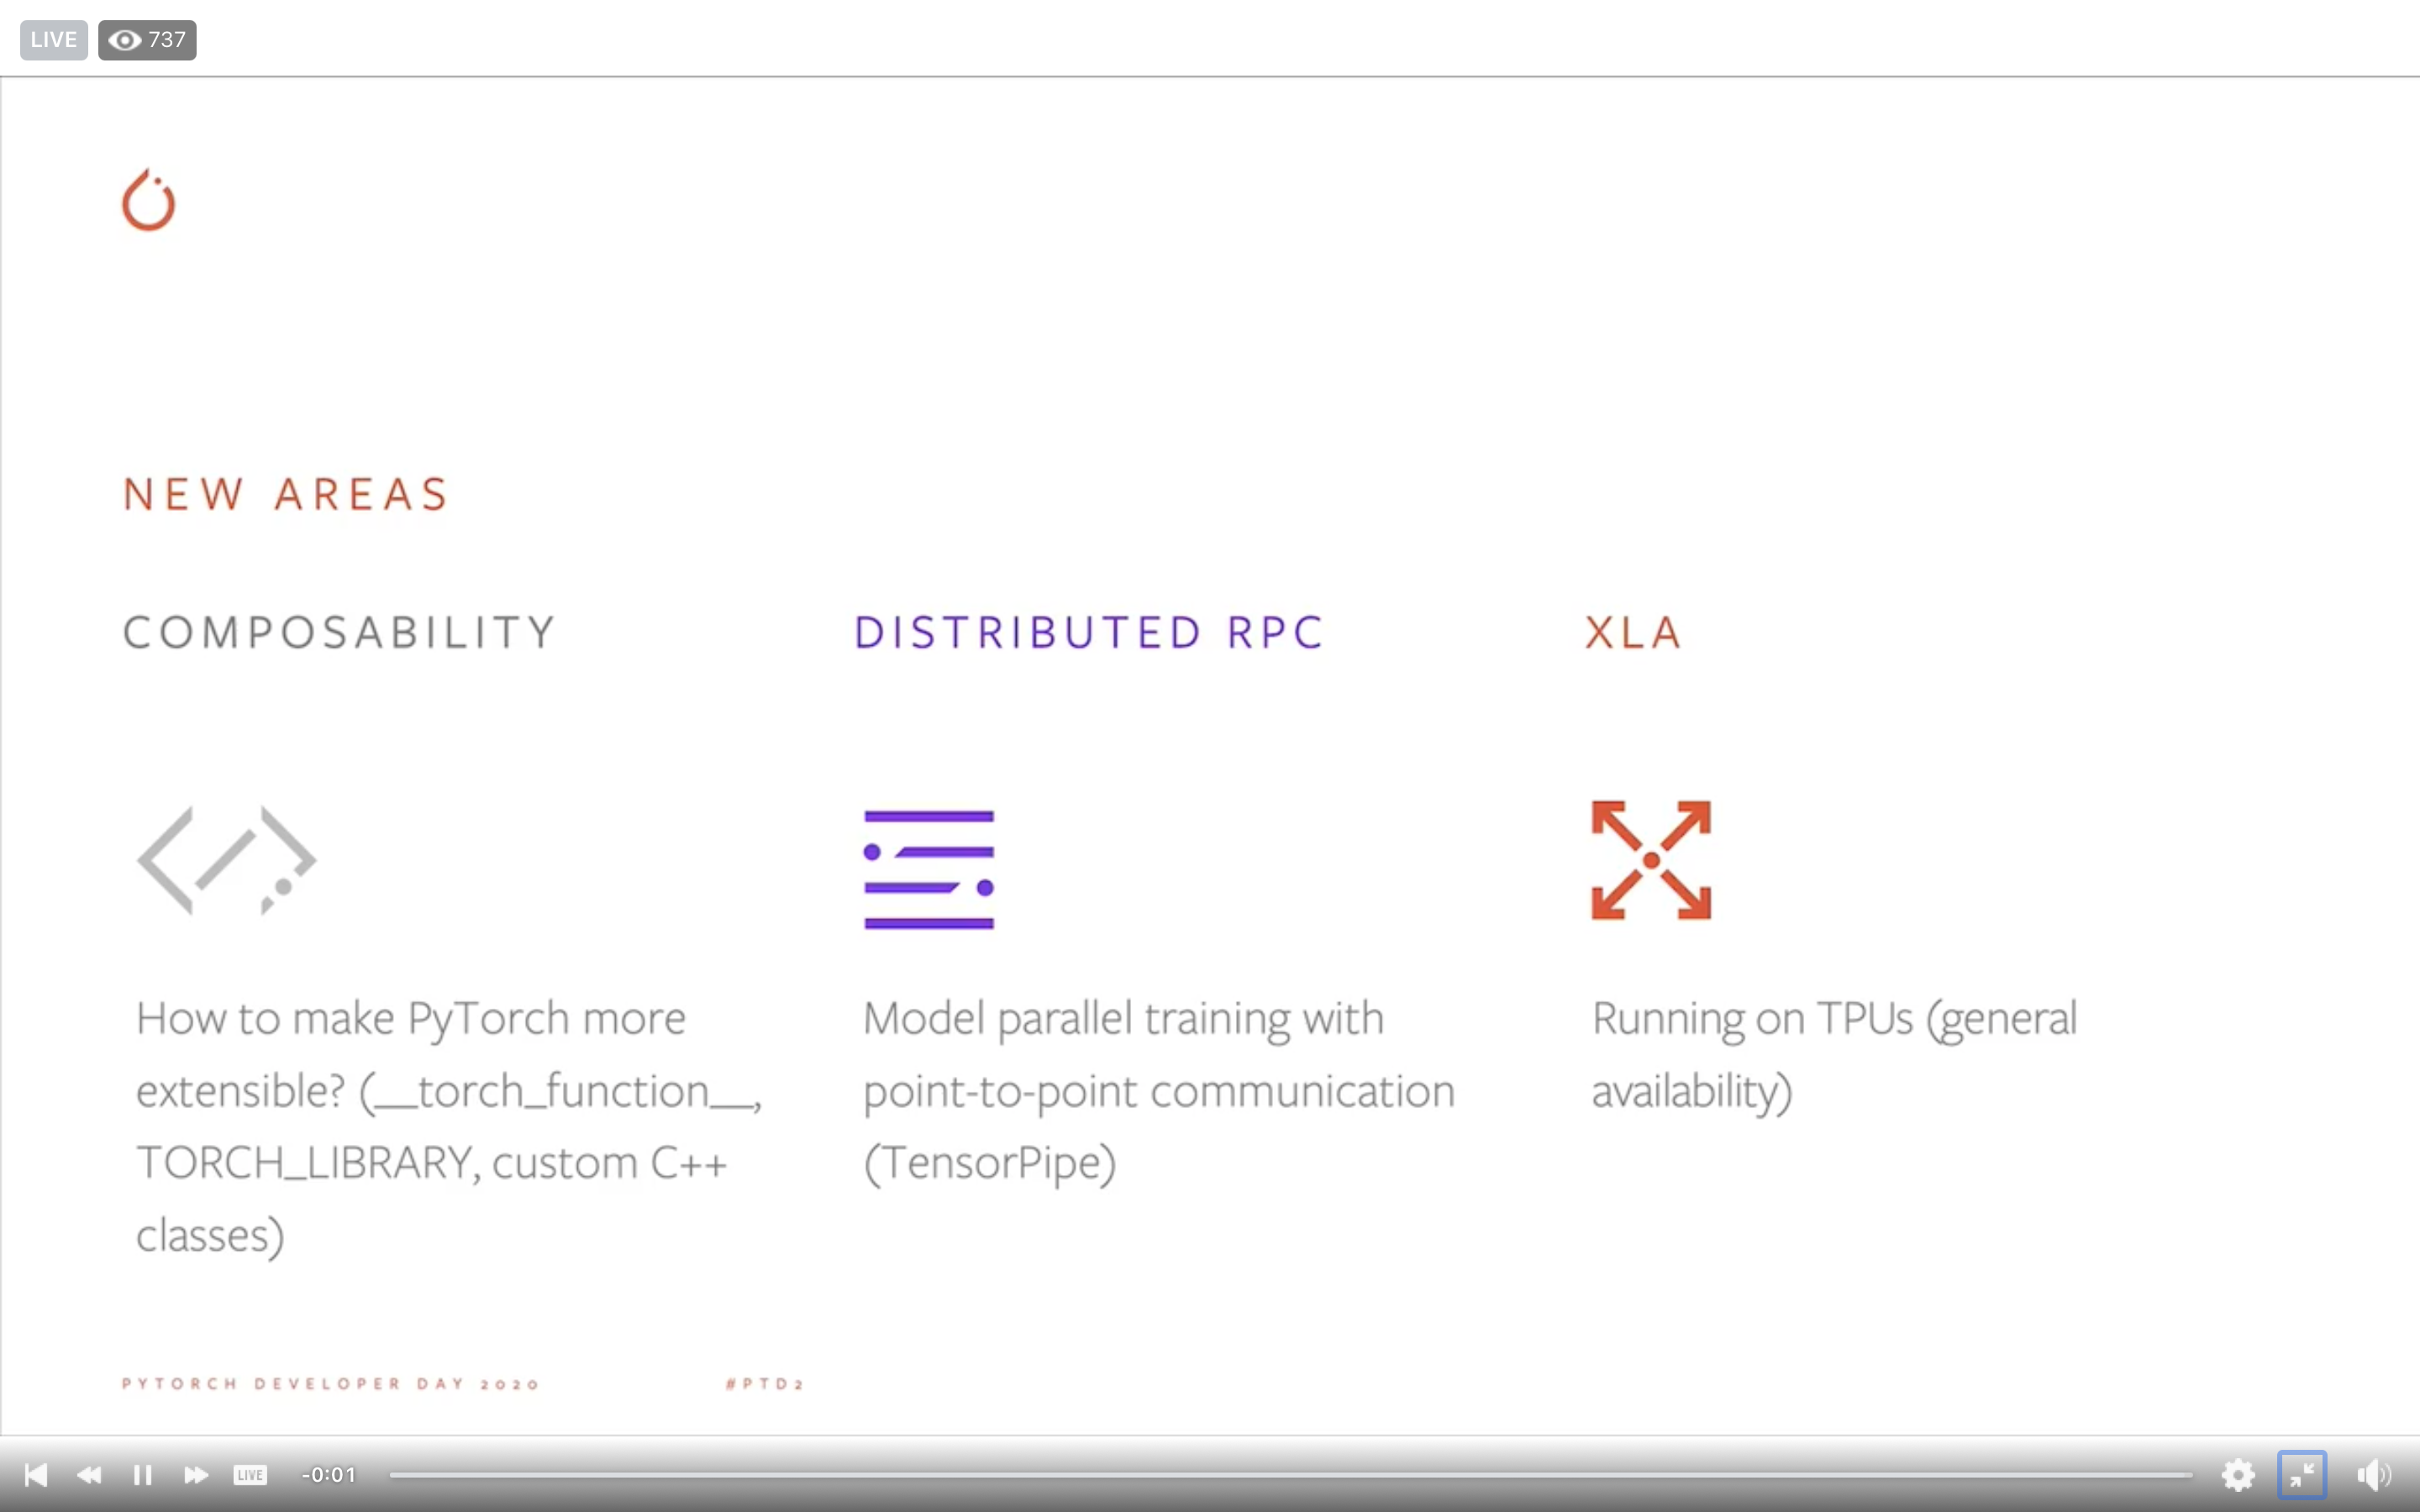 LIVE 737
NEW AREAS
COMPOSABILITY
How to make PyTorch more
extensible? (__torch_function__,
TORCH_LIBRARY, custom C++
classes)
DISTRIBUTED RPC
Model parallel training with
point-to-point communication
(TensorPipe)
XLA
Running on TPUs (general
availability)
PYTORCH DEVELOPER DAY 2020 #PTD2
LIVE -0:01